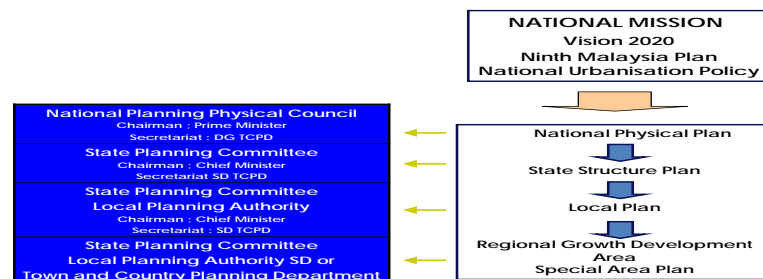 NATIONAL MISSION
Vision 2020
Ninth Malaysia Plan
National Urbanisation Policy
National Planning Physical Council
Chairman ; Prime Minister
Secretariat : DG TCPD
State Planning Committee
Chairman ; Chief Minister
Secretariat SD TCPD
State Planning Committee
Local Planning Authority
Chairman ; Chief Minister
Secretariat : SD TCPD
State Planning Committee
Local Planning Authority SD or
Town and Country Planning Department
National Physical Plan
State Structure Plan
Local Plan
Regional Growth Development
Area
Special Area Plan